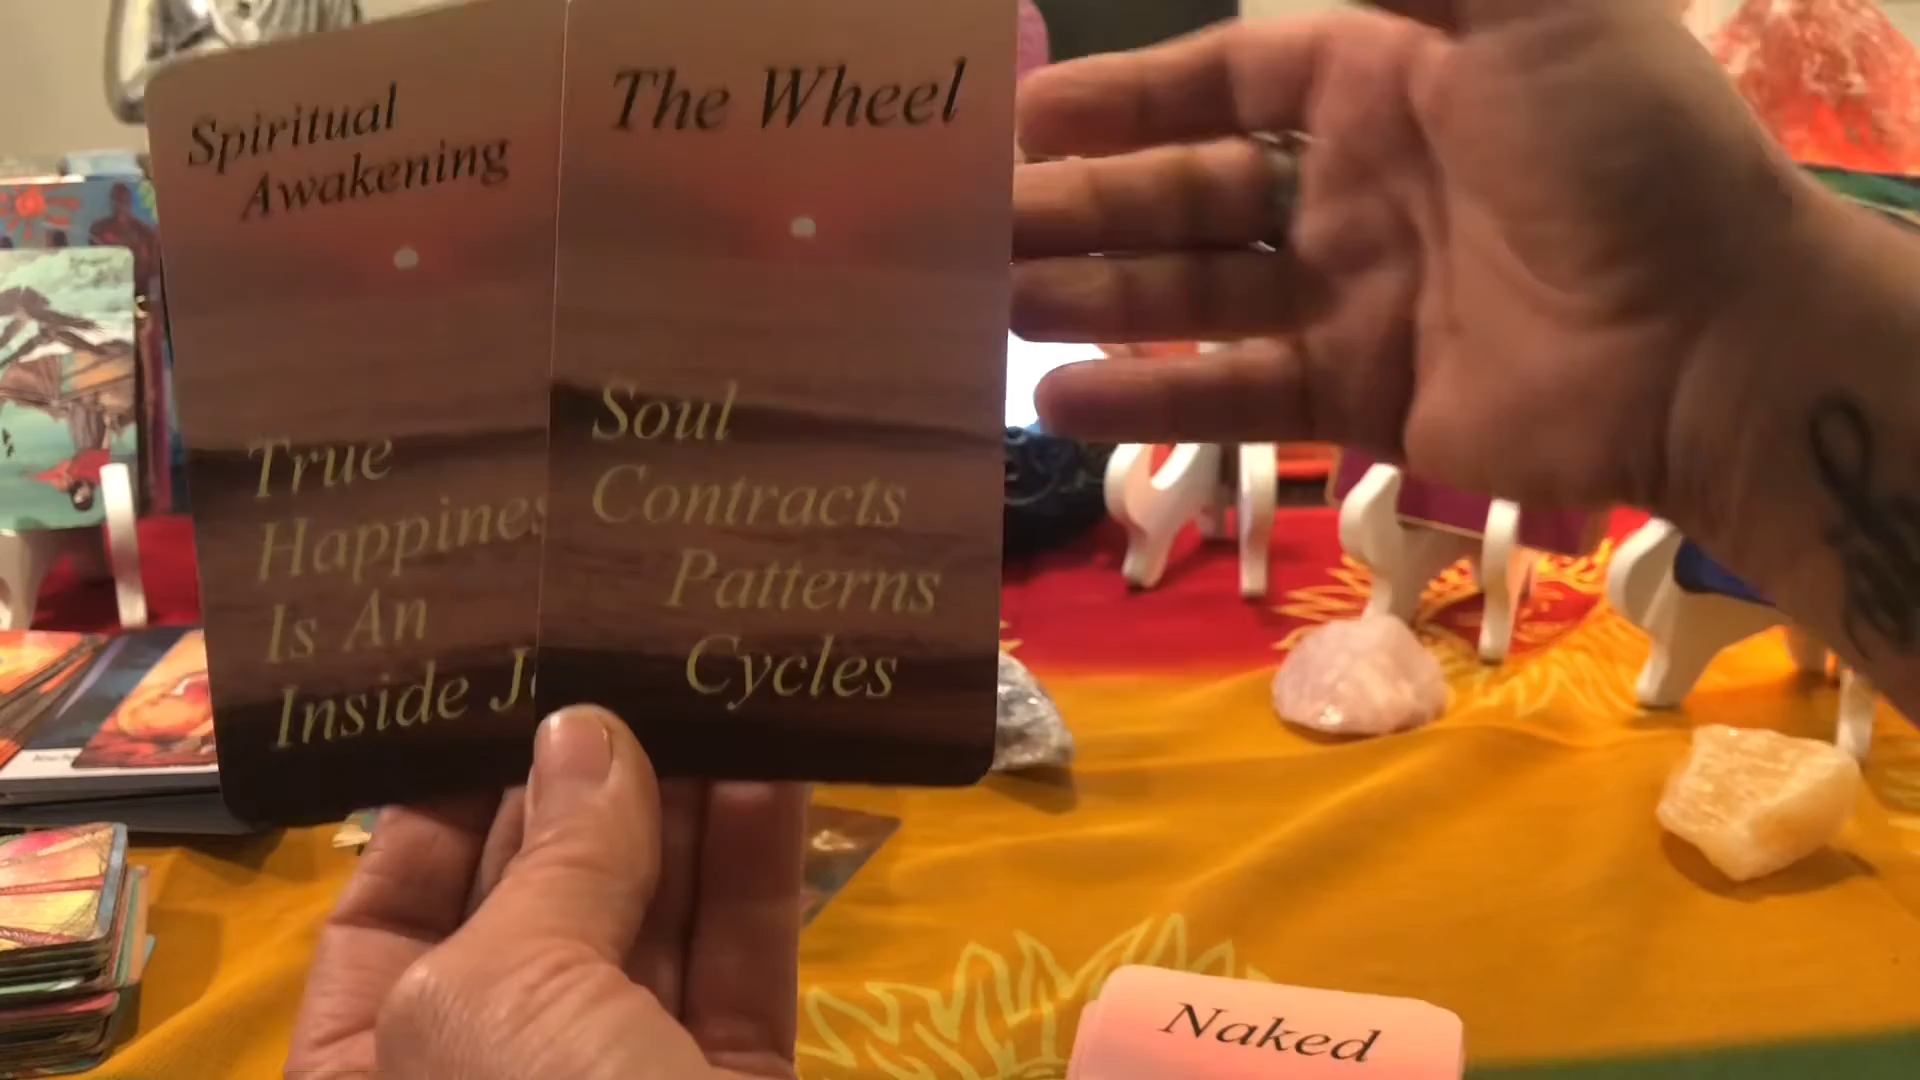 Spiritual
Awakening
True
Happines
Is An
Inside J
The Wheel
Soul
Contracts
Patterns
Cycles
Naked